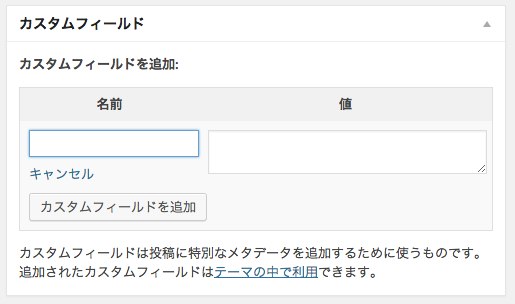 カスタムフィールド
カスタムフィールドを追加:
名前 値
キャンセル
カスタムフィールドを追加
カスタムフィールドは投稿に特別なメタデータを追加するために使うものです。
追加されたカスタムフィールドはテーマの中で利用できます。